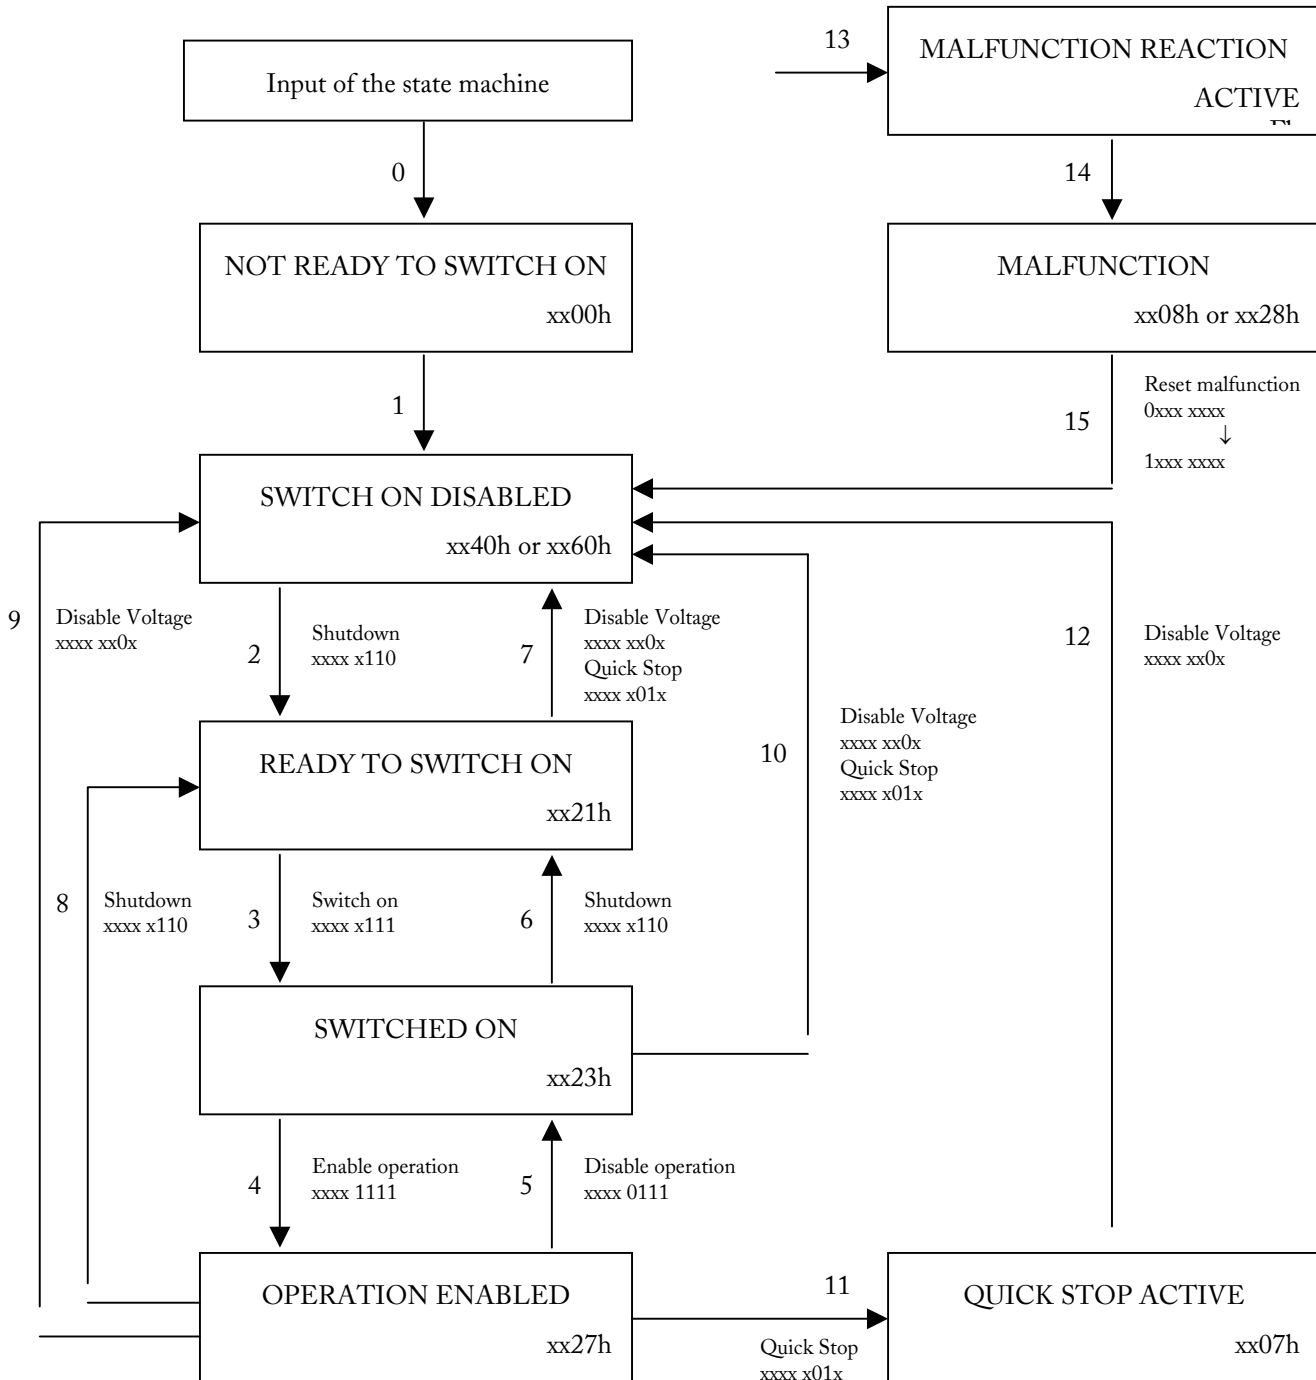 Input of the state machine
13
MALFUNCTION REACTION
ACTIVE
0
14
NOT READY TO SWITCH ON
xx00h
MALFUNCTION
xx08h or xx28h
1
15
Reset malfunction
0xxx xxxx
↓
1xxx xxxx
SWITCH ON DISABLED
xx40h or xx60h
9
Disable Voltage
xxxx xx0x
2
Shutdown
xxxx x110
7
Disable Voltage
xxxx xx0x
Quick Stop
xxxx x01x
12
Disable Voltage
xxxx xx0x
READY TO SWITCH ON
xx21h
10
Disable Voltage
xxxx xx0x
Quick Stop
xxxx x01x
8
Shutdown
xxxx x110
3
Switch on
xxxx x111
6
Shutdown
xxxx x110
SWITCHED ON
xx23h
4
Enable operation
xxxx 1111
5
Disable operation
xxxx 0111
OPERATION ENABLED
xx27h
11
Quick Stop
xxxx x01x
QUICK STOP ACTIVE
xx07h